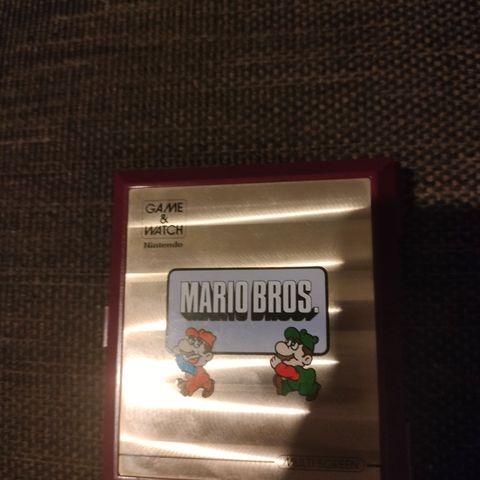 GAME
&
WATCH
Nintendo
MARIO BROS.
MULTI SCREEN